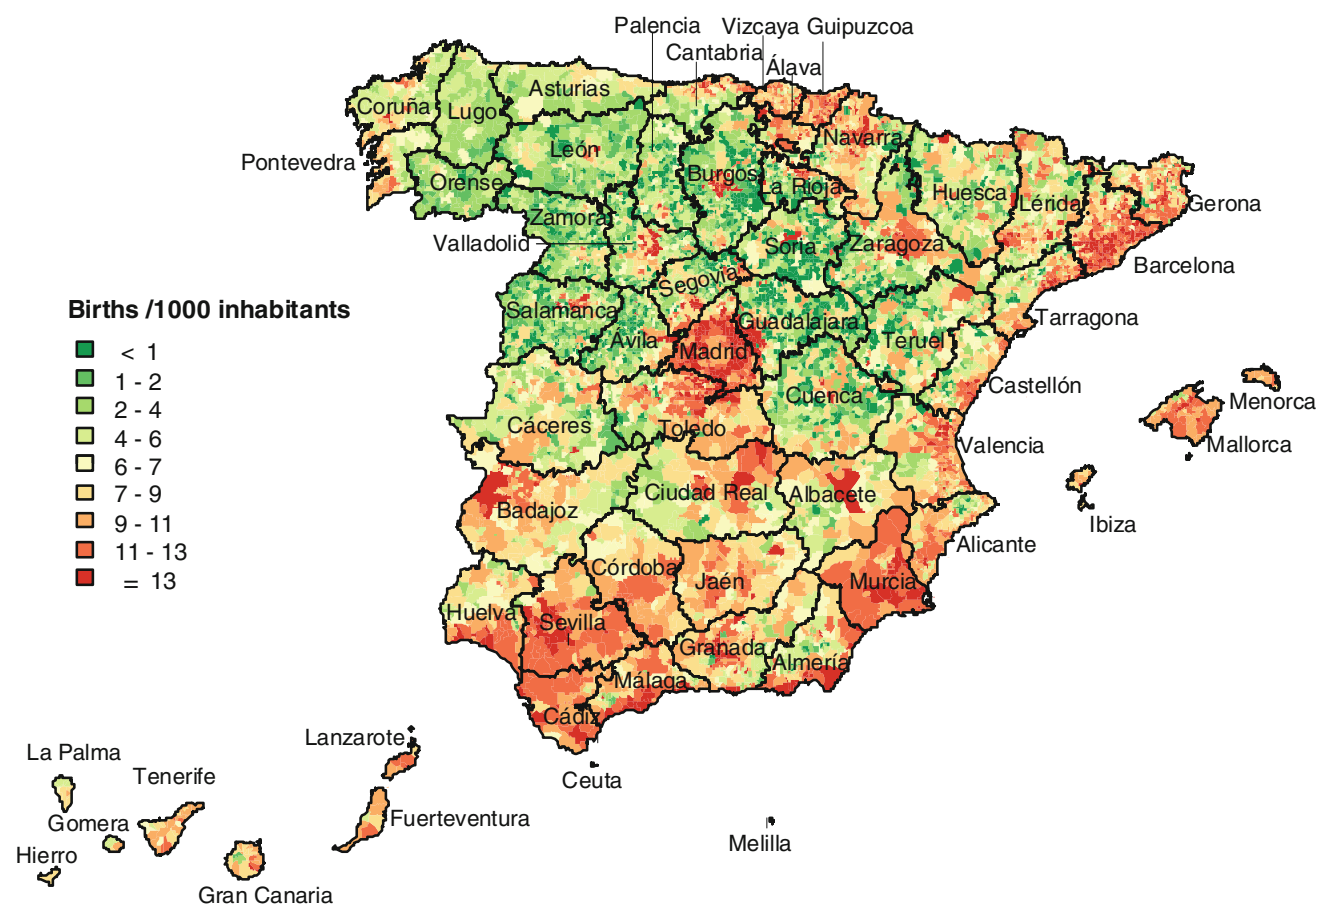 Palencia
Vizcaya
Guipuzcoa
Cantabria
Álava
Asturias
Coruña
Lugo
Navarra
León
Pontevedra
Burgos
Orense
La Rioja
Huesca
Lérida
Gerona
Zamora
Valladolid
Soria
Zaragoza
Barcelona
Segovia
Births /1000 inhabitants
Salamanca
Guadalajara
Tarragona
Ávila
Madrid
Teruel
< 1
1 - 2
2 - 4
4 - 6
6 - 7
7 - 9
9 - 11
11 - 13
= 13
Castellón
Cuenca
Menorca
Cáceres
Toledo
Valencia
Mallorca
Ciudad Real
Albacete
Badajoz
Ibiza
Alicante
Córdoba
Jaén
Murcia
Huelva
Sevilla
Granada
Almería
Málaga
Cádiz
Lanzarote
La Palma
Tenerife
Ceuta
Gomera
Fuerteventura
Melilla
Hierro
Gran Canaria